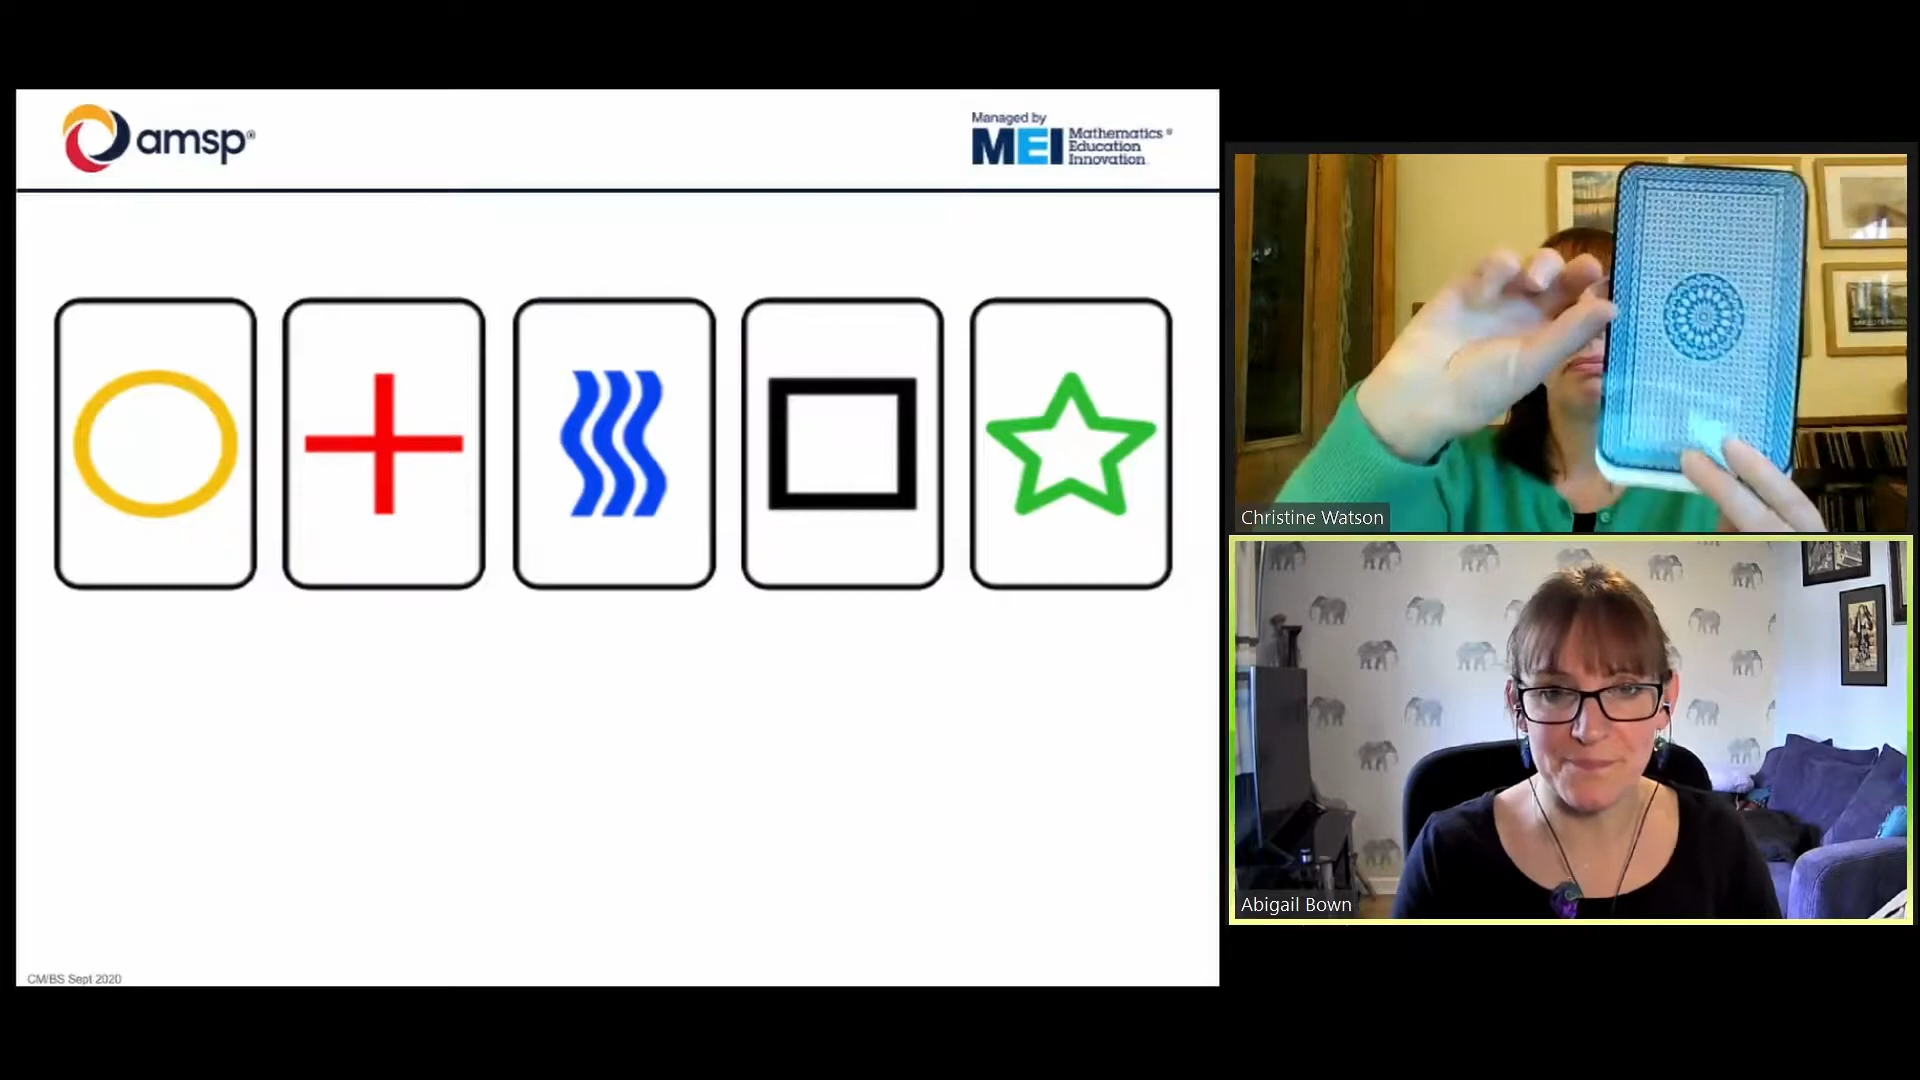 amsp®
Managed by
MEI Mathematics®
Education
Innovation
CM/BS Sept 2020
Christine Watson
Abigail Bown